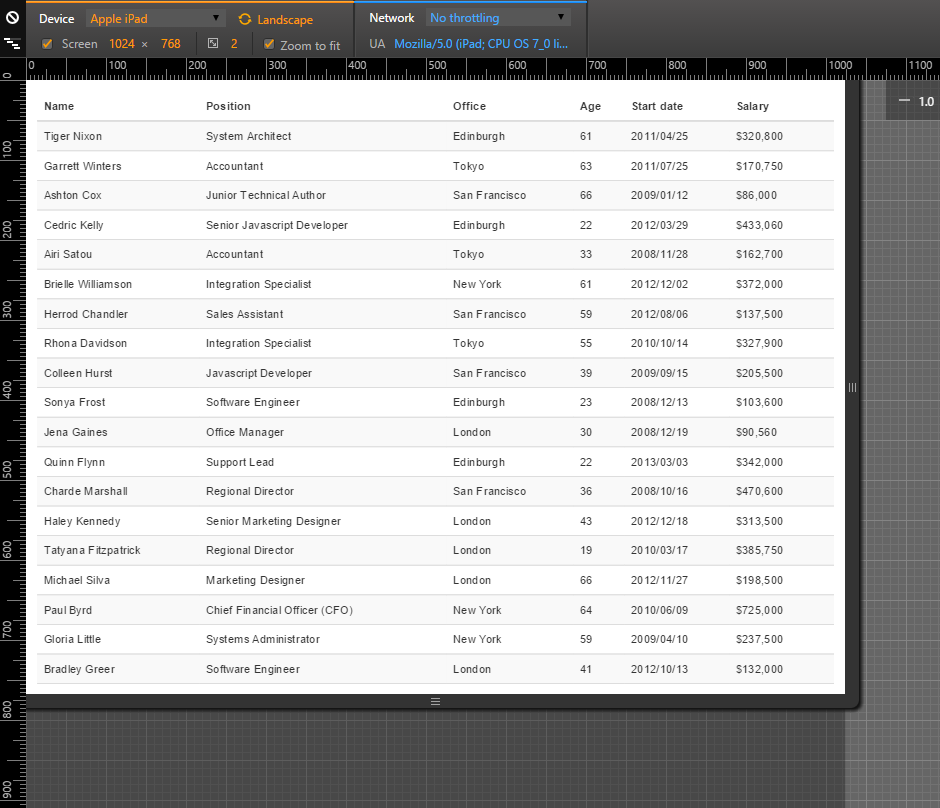 Device Apple iPad Landscape Network No throttling
Screen 1024 × 768 2 Zoom to fit UA Mozilla/5.0 (iPad; CPU OS 7_0 li...
0 100 200 300 400 500 600 700 800 900 1000 1100
0
100
200
300
400
500
600
700
800
900
1.0
Name Position Office Age Start date Salary
Tiger Nixon System Architect Edinburgh 61 2011/04/25 $320,800
Garrett Winters Accountant Tokyo 63 2011/07/25 $170,750
Ashton Cox Junior Technical Author San Francisco 66 2009/01/12 $86,000
Cedric Kelly Senior Javascript Developer Edinburgh 22 2012/03/29 $433,060
Airi Satou Accountant Tokyo 33 2008/11/28 $162,700
Brielle Williamson Integration Specialist New York 61 2012/12/02 $372,000
Herrod Chandler Sales Assistant San Francisco 59 2012/08/06 $137,500
Rhona Davidson Integration Specialist Tokyo 55 2010/10/14 $327,900
Colleen Hurst Javascript Developer San Francisco 39 2009/09/15 $205,500
Sonya Frost Software Engineer Edinburgh 23 2008/12/13 $103,600
Jena Gaines Office Manager London 30 2008/12/19 $90,560
Quinn Flynn Support Lead Edinburgh 22 2013/03/03 $342,000
Charde Marshall Regional Director San Francisco 36 2008/10/16 $470,600
Haley Kennedy Senior Marketing Designer London 43 2012/12/18 $313,500
Tatyana Fitzpatrick Regional Director London 19 2010/03/17 $385,750
Michael Silva Marketing Designer London 66 2012/11/27 $198,500
Paul Byrd Chief Financial Officer (CFO) New York 64 2010/06/09 $725,000
Gloria Little Systems Administrator New York 59 2009/04/10 $237,500
Bradley Greer Software Engineer London 41 2012/10/13 $132,000